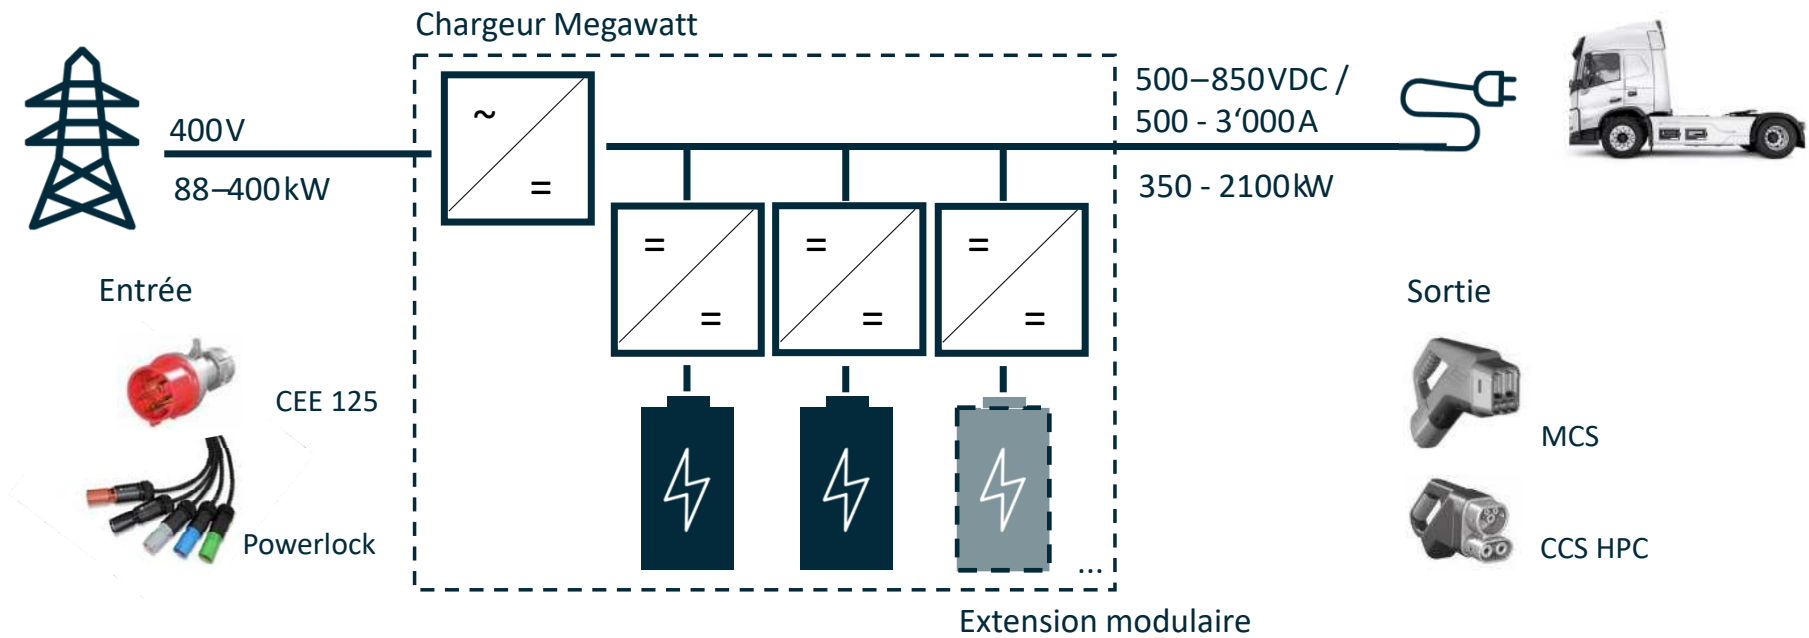 Chargeur Megawatt
400V
88–400kW
~
=
=
=
=
=
=
=
500–850VDC /
500 - 3‘000A
350 - 2100kW
Entrée
CEE 125
Powerlock
Sortie
MCS
CCS HPC
...
Extension modulaire